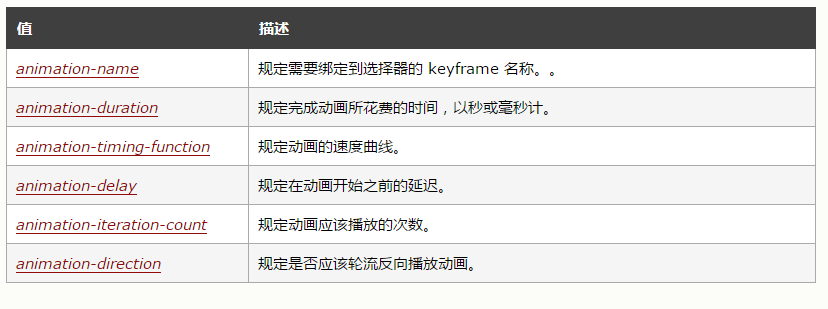 值 描述
animation-name 规定需要绑定到选择器的 keyframe 名称。。
animation-duration 规定完成动画所花费的时间，以秒或毫秒计。
animation-timing-function 规定动画的速度曲线。
animation-delay 规定在动画开始之前的延迟。
animation-iteration-count 规定动画应该播放的次数。
animation-direction 规定是否应该轮流反向播放动画。